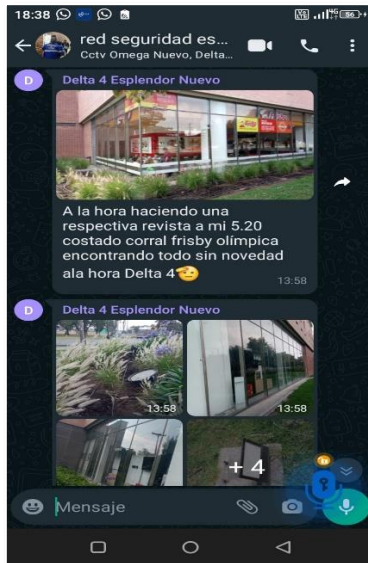 18:38
56
red seguridad es...
Cctv Omega Nuevo, Delta...
D
Delta 4 Esplendor Nuevo
A la hora haciendo una
respectiva revista a mi 5.20
costado corral frisby olímpica
encontrando todo sin novedad
ala hora Delta 4🫡
13:58
D
Delta 4 Esplendor Nuevo
13:58
13:58
+ 4
Mensaje